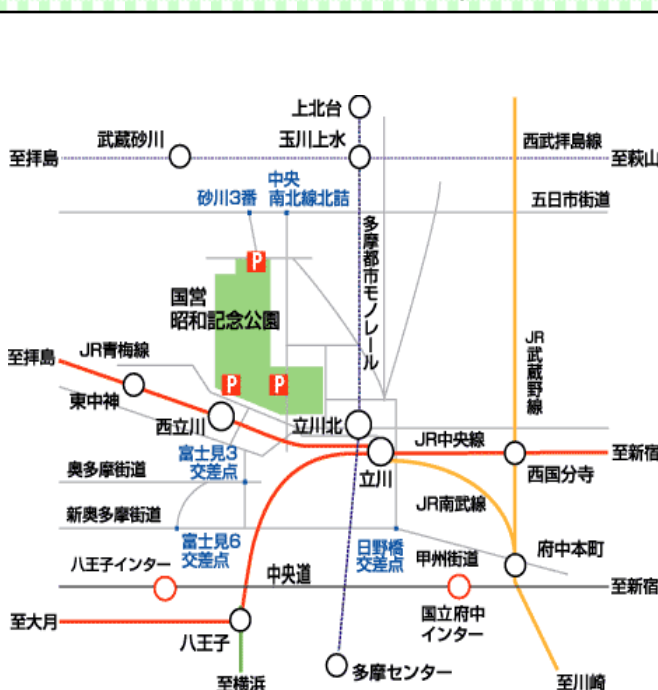 上北台
武蔵砂川
玉川上水
西武拝島線
至拝島
至萩山
中央
南北線北詰
砂川3番
五日市街道
多摩都市モノレール
P
国営
昭和記念公園
JR武蔵野線
至拝島
JR青梅線
P
P
東中神
西立川
立川北
JR中央線
至新宿
富士見3
交差点
立川
西国分寺
奥多摩街道
JR南武線
新奥多摩街道
富士見6
交差点
日野橋
交差点
甲州街道
府中本町
八王子インター
中央道
至新宿
国立府中
インター
至大月
八王子
多摩センター
至横浜
至川崎